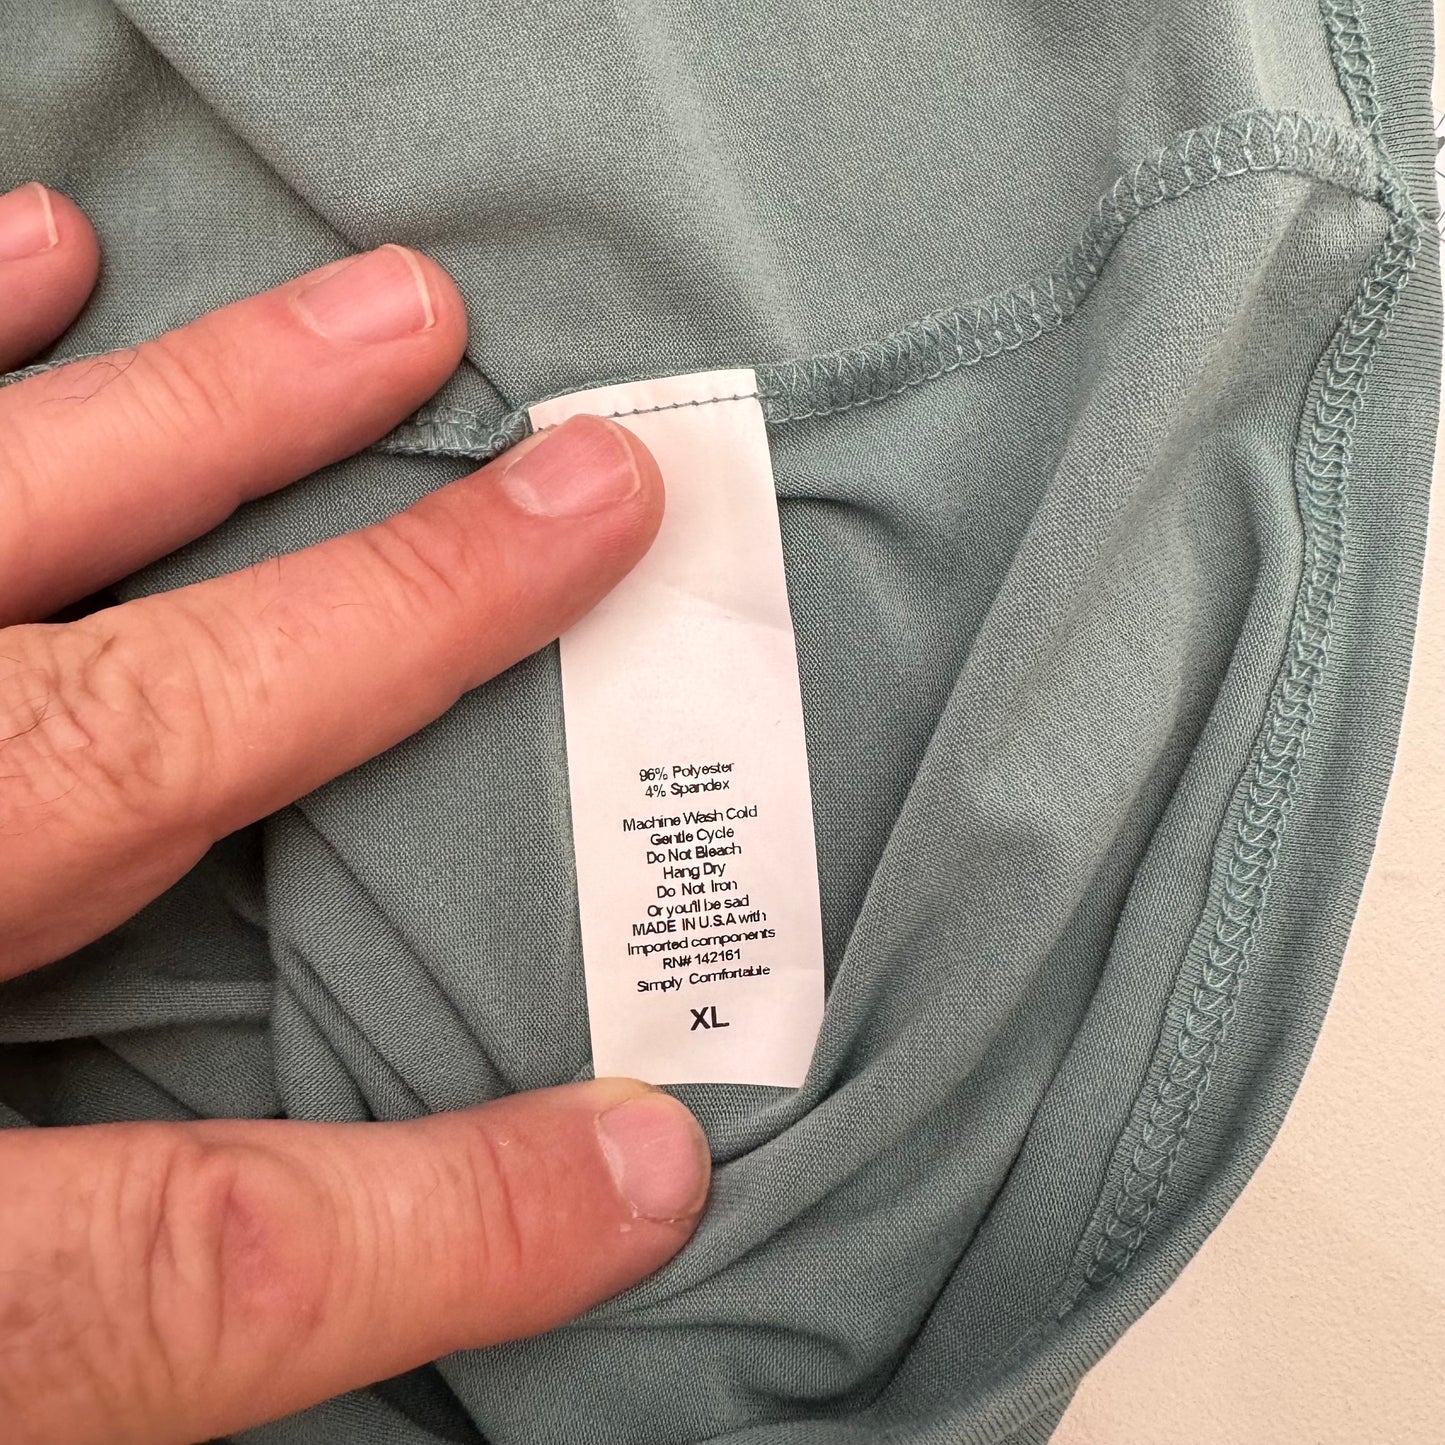 96% Polyester
4% Spandex
Machine Wash Cold
Gentle Cycle
Do Not Bleach
Hang Dry
Do Not Iron
Or you'll be sad
MADE IN U.S.A with
Imported components
RN# 142161
Simply Comfortable
XL